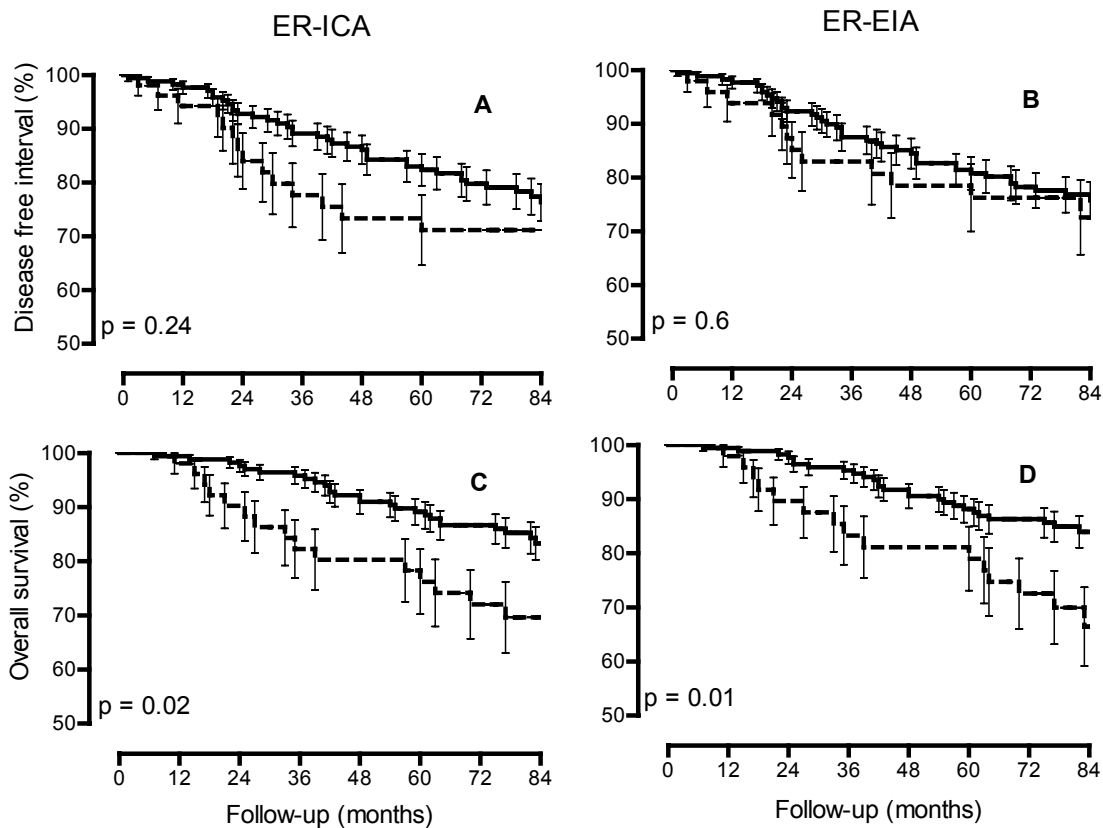 ER-ICA
ER-EIA
Disease free interval (%)
100
90
80
70
60
50
A
p = 0.24
0 12 24 36 48 60 72 84
100
90
80
70
60
50
B
p = 0.6
0 12 24 36 48 60 72 84
Overall survival (%)
100
90
80
70
60
50
C
p = 0.02
0 12 24 36 48 60 72 84
Follow-up (months)
100
90
80
70
60
50
D
p = 0.01
0 12 24 36 48 60 72 84
Follow-up (months)